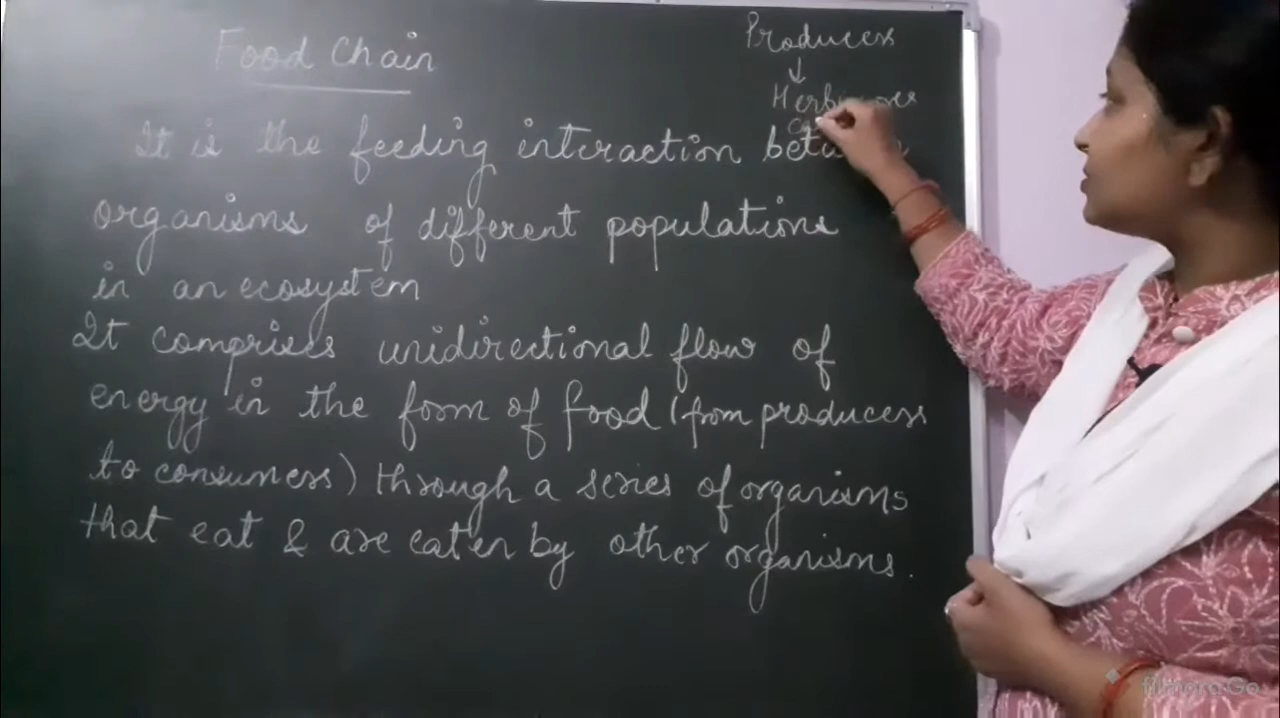 Food Chain
Producers
↓
Herbivores
It is the feeding interaction between
organisms of different populations
in an ecosystem
It comprises unidirectional flow of
energy in the form of food (from producers
to consumers) through a series of organisms
that eat & are eaten by other organisms.
filmoraGo